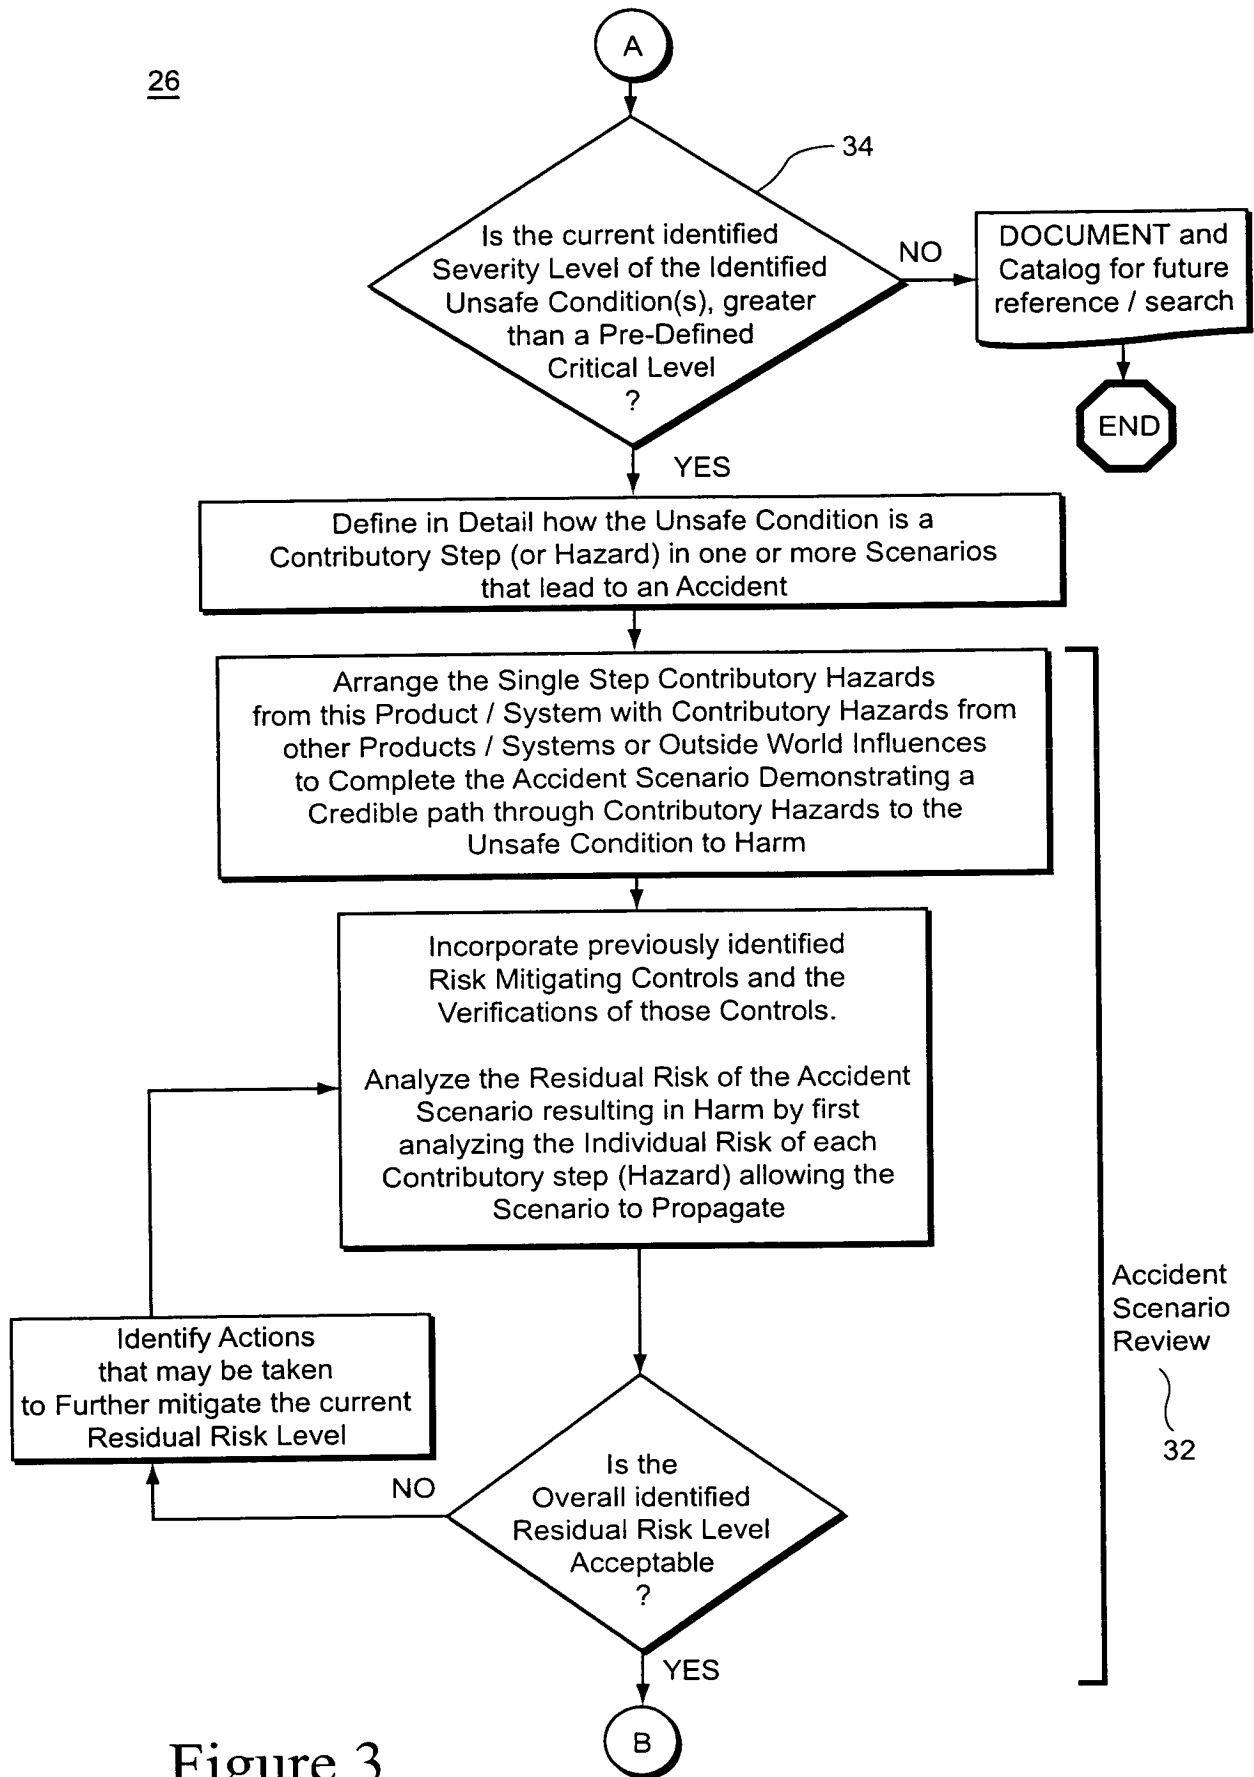 A
26
34
Is the current identified
Severity Level of the Identified
Unsafe Condition(s), greater
than a Pre-Defined
Critical Level
?
NO
DOCUMENT and
Catalog for future
reference / search
END
YES
Define in Detail how the Unsafe Condition is a
Contributory Step (or Hazard) in one or more Scenarios
that lead to an Accident
Arrange the Single Step Contributory Hazards
from this Product / System with Contributory Hazards from
other Products / Systems or Outside World Influences
to Complete the Accident Scenario Demonstrating a
Credible path through Contributory Hazards to the
Unsafe Condition to Harm
Incorporate previously identified
Risk Mitigating Controls and the
Verifications of those Controls.
Analyze the Residual Risk of the Accident
Scenario resulting in Harm by first
analyzing the Individual Risk of each
Contributory step (Hazard) allowing the
Scenario to Propagate
Accident
Scenario
Review
32
Identify Actions
that may be taken
to Further mitigate the current
Residual Risk Level
NO
Is the
Overall identified
Residual Risk Level
Acceptable
?
YES
B
Figure 3